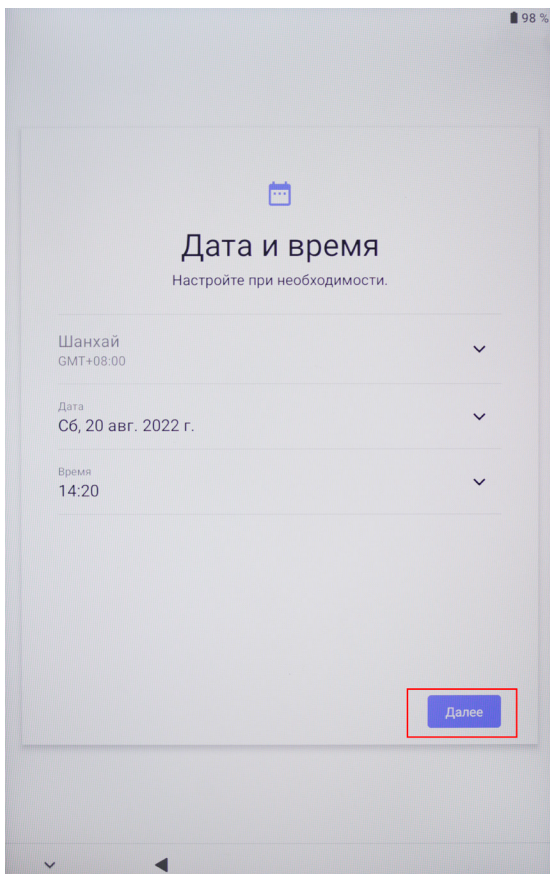 98 %
Дата и время
Настройте при необходимости.
Шанхай
GMT+08:00
Дата
Сб, 20 авг. 2022 г.
Время
14:20
Далее